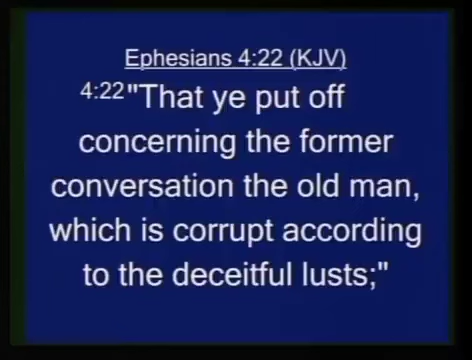 Ephesians 4:22 (KJV)
4:22"That ye put off
concerning the former
conversation the old man,
which is corrupt according
to the deceitful lusts;"